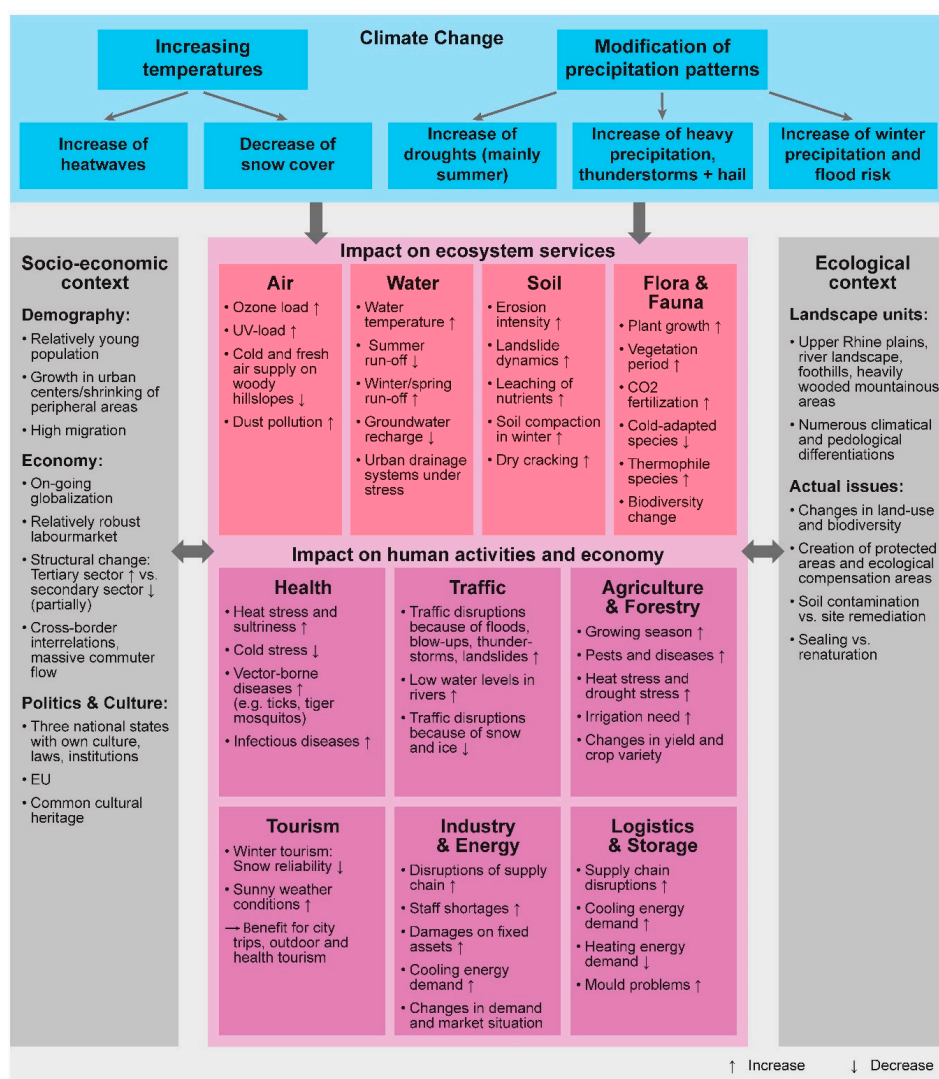 Climate Change
Increasing
temperatures
Modification of
precipitation patterns
Increase of
heatwaves
Decrease of
snow cover
Increase of
droughts (mainly
summer)
Increase of heavy
precipitation,
thunderstorms + hail
Increase of winter
precipitation and
flood risk
Socio-economic
context
Demography:
• Relatively young
population
• Growth in urban
centers/shrinking of
peripheral areas
• High migration
Economy:
• On-going
globalization
• Relatively robust
labourmarket
• Structural change:
Tertiary sector ↑ vs.
secondary sector ↓
(partially)
• Cross-border
interrelations,
massive commuter
flow
Politics & Culture:
• Three national states
with own culture,
laws, institutions
• EU
• Common cultural
heritage
Impact on ecosystem services
Air
• Ozone load ↑
• UV-load ↑
• Cold and fresh
air supply on
woody
hillslopes ↓
• Dust pollution ↑
Water
• Water
temperature ↑
• Summer
run-off ↓
• Winter/spring
run-off ↑
• Groundwater
recharge ↓
• Urban drainage
systems under
stress
Soil
• Erosion
intensity ↑
• Landslide
dynamics ↑
• Leaching of
nutrients ↑
• Soil compaction
in winter ↑
• Dry cracking ↑
Flora &
Fauna
• Plant growth ↑
• Vegetation
period ↑
• CO2
fertilization ↑
• Cold-adapted
species ↓
• Thermophile
species ↑
• Biodiversity
change
Impact on human activities and economy
Health
• Heat stress and
sultriness ↑
• Cold stress ↓
• Vector-borne
diseases ↑
(e.g. ticks, tiger
mosquitos)
• Infectious diseases ↑
Traffic
• Traffic disruptions
because of floods,
blow-ups, thunder-
storms, landslides ↑
• Low water levels in
rivers ↑
• Traffic disruptions
because of snow
and ice ↓
Agriculture
& Forestry
• Growing season ↑
• Pests and diseases ↑
• Heat stress and
drought stress ↑
• Irrigation need ↑
• Changes in yield and
crop variety
Tourism
• Winter tourism:
Snow reliability ↓
• Sunny weather
conditions ↑
→ Benefit for city
trips, outdoor and
health tourism
Industry
& Energy
• Disruptions of supply
chain ↑
• Staff shortages ↑
• Damages on fixed
assets ↑
• Cooling energy
demand ↑
• Changes in demand
and market situation
Logistics
& Storage
• Supply chain
disruptions ↑
• Cooling energy
demand ↑
• Heating energy
demand ↓
• Mould problems ↑
Ecological
context
Landscape units:
• Upper Rhine plains,
river landscape,
foothills, heavily
wooded mountainous
areas
• Numerous climatical
and pedological
differentiations
Actual issues:
• Changes in land-use
and biodiversity
• Creation of protected
areas and ecological
compensation areas
• Soil contamination
vs. site remediation
• Sealing vs.
renaturation
↑ Increase ↓ Decrease